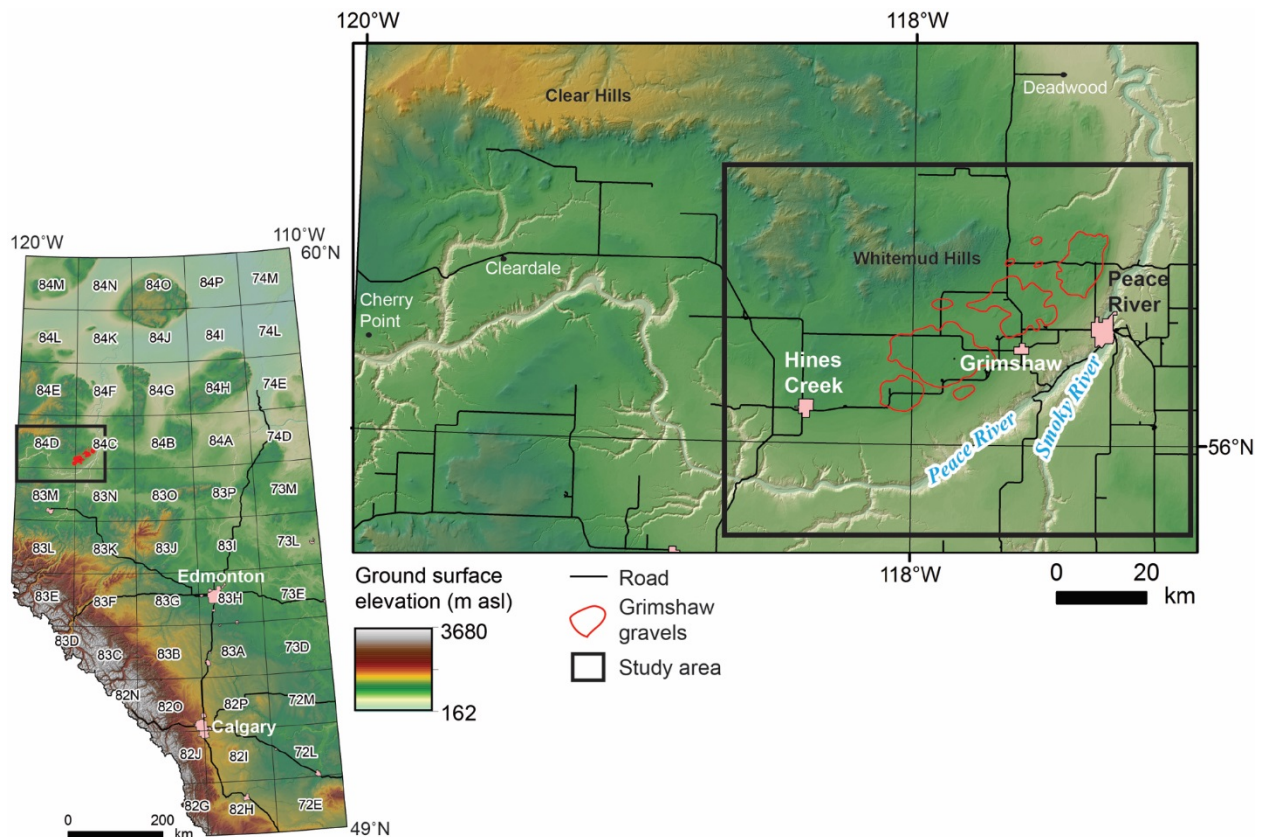 120°W
118°W
Deadwood
Clear Hills
Whitemud Hills
Cleardale
Cherry
Point
Peace
River
Hines
Creek
Grimshaw
Peace River
Smoky River
56°N
118°W
0 20
km
Ground surface
elevation (m asl)
3680
162
Road
Grimshaw
gravels
Study area
120°W
110°W
60°N
84M 84N 84O 84P 74M
84L 84K 84J 84I 74L
84E 84F 84G 84H 74E
84D 84C 84B 84A 74D
83M 83N 83O 83P 73M
83L 83K 83J 83I 73L
Edmonton
83E 83F 83G 83H 73E
83D 83C 83B 83A 73D
82N 82O 82P 72M
Calgary
82J 82I 72L
82G 82H 72E
49°N
0 200
km